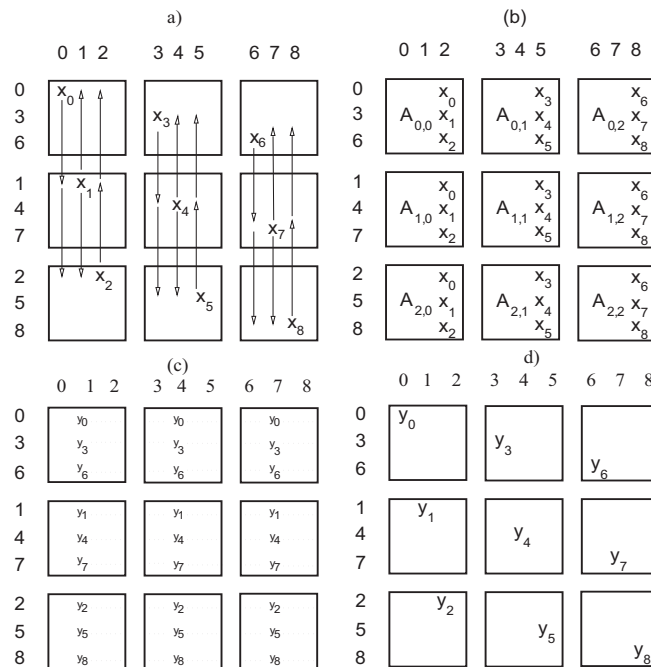 a)
0 1 2 3 4 5 6 7 8
0
3
6
1
4
7
2
5
8
x0
x3
x6
x1
x4
x7
x2
x5
x8
(b)
0 1 2 3 4 5 6 7 8
0
3
6
1
4
7
2
5
8
A0,0 x0 x1 x2
A0,1 x3 x4 x5
A0,2 x6 x7 x8
A1,0 x0 x1 x2
A1,1 x3 x4 x5
A1,2 x6 x7 x8
A2,0 x0 x1 x2
A2,1 x3 x4 x5
A2,2 x6 x7 x8
(c)
0 1 2 3 4 5 6 7 8
0 y0 y0 y0
3 y3 y3 y3
6 y6 y6 y6
1 y1 y1 y1
4 y4 y4 y4
7 y7 y7 y7
2 y2 y2 y2
5 y5 y5 y5
8 y8 y8 y8
d)
0 1 2 3 4 5 6 7 8
0 y0
3 y3
6 y6
1 y1
4 y4
7 y7
2 y2
5 y5
8 y8